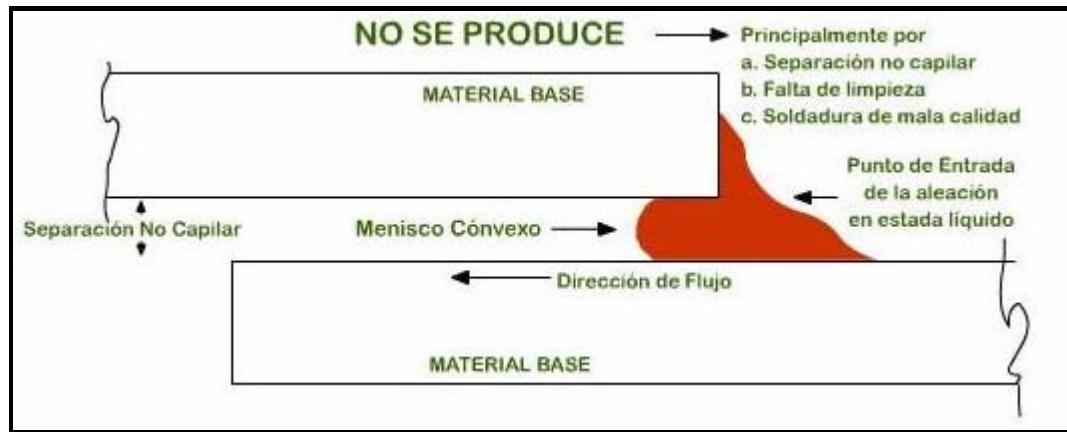 NO SE PRODUCE
Principalmente por
a. Separación no capilar
b. Falta de limpieza
c. Soldadura de mala calidad
MATERIAL BASE
Punto de Entrada
de la aleación
en estada líquido
Separación No Capilar
Menisco Cónvexo
Dirección de Flujo
MATERIAL BASE